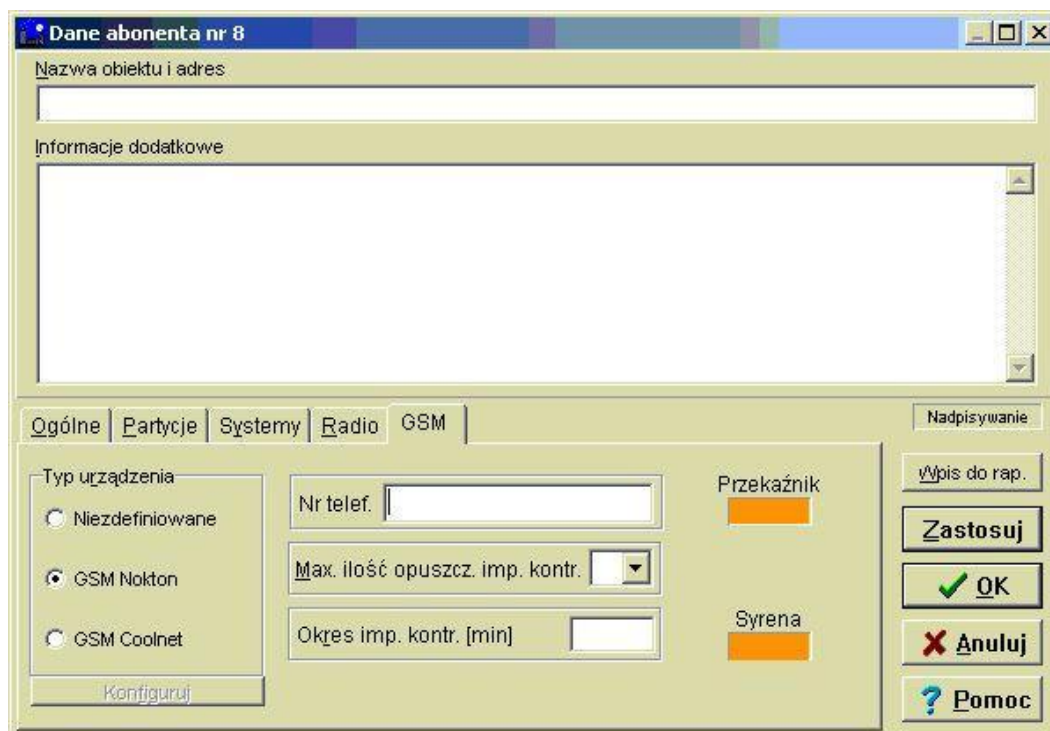 Dane abonenta nr 8
Nazwa obiektu i adres
Informacje dodatkowe
Ogólne Partycje Systemy Radio GSM
Nadpisywanie
Typ urządzenia
Niezdefiniowane
GSM Nokton
GSM Coolnet
Konfiguruj
Nr telef.
Max. ilość opuszcz. imp. kontr.
Okres imp. kontr. [min]
Przekaźnik
Syrena
Wpis do rap.
Zastosuj
OK
Anuluj
? Pomoc